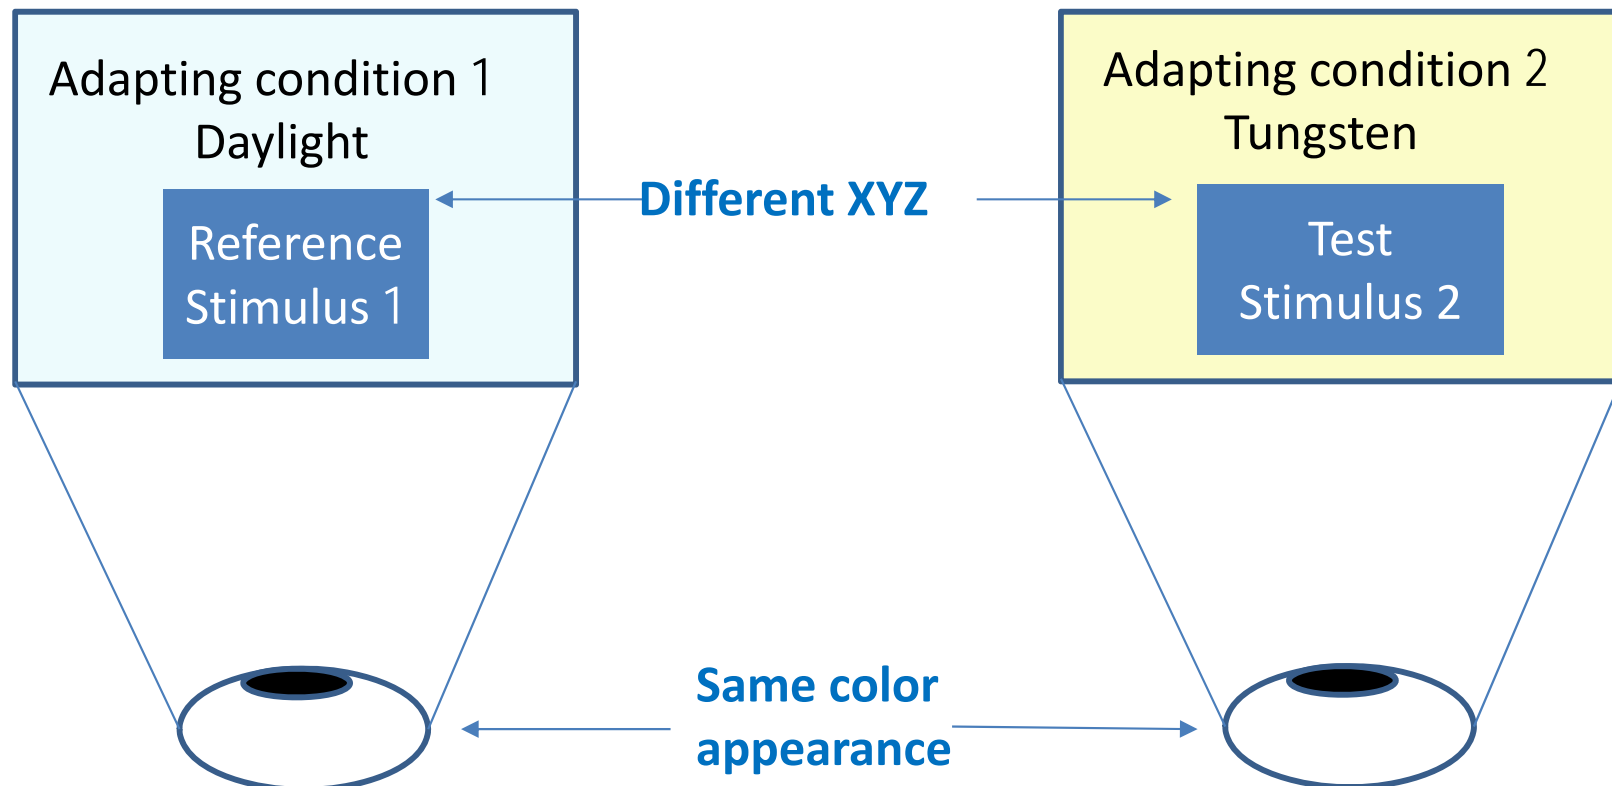 Adapting condition 1
Daylight
Reference
Stimulus 1
Different XYZ
Adapting condition 2
Tungsten
Test
Stimulus 2
Same color
appearance